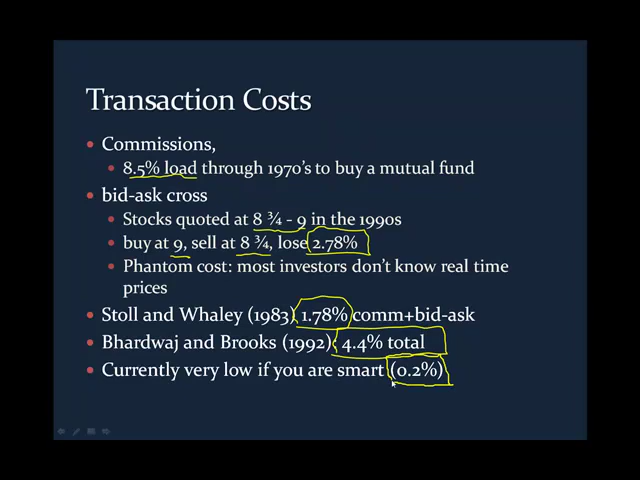 Transaction Costs
• Commissions,
• 8.5% load through 1970's to buy a mutual fund
• bid-ask cross
• Stocks quoted at 8 ¾ - 9 in the 1990s
• buy at 9, sell at 8 ¾, lose 2.78%
• Phantom cost: most investors don't know real time
prices
• Stoll and Whaley (1983) 1.78% comm+bid-ask
• Bhardwaj and Brooks (1992) 4.4% total
• Currently very low if you are smart (0.2%)